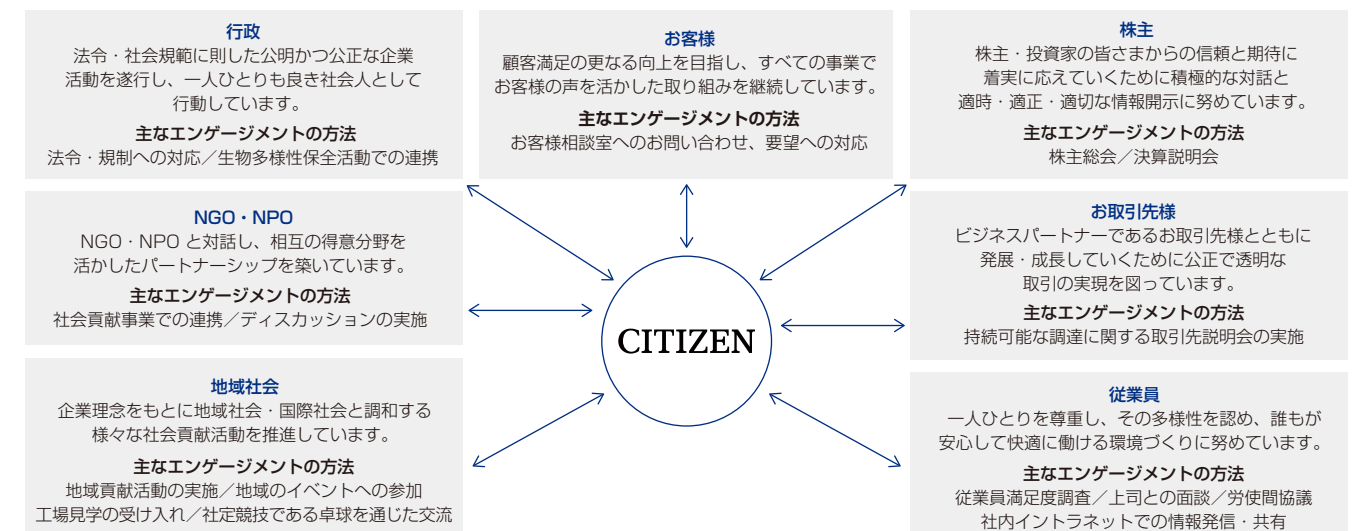 行政
法令・社会規範に則した公明かつ公正な企業
活動を遂行し、一人ひとりも良き社会人として
行動しています。
主なエンゲージメントの方法
法令・規制への対応／生物多様性保全活動での連携
お客様
顧客満足の更なる向上を目指し、すべての事業で
お客様の声を活かした取り組みを継続しています。
主なエンゲージメントの方法
お客様相談室へのお問い合わせ、要望への対応
株主
株主・投資家の皆さまからの信頼と期待に
着実に応えていくために積極的な対話と
適時・適正・適切な情報開示に努めています。
主なエンゲージメントの方法
株主総会／決算説明会
NGO・NPO
NGO・NPO と対話し、相互の得意分野を
活かしたパートナーシップを築いています。
主なエンゲージメントの方法
社会貢献事業での連携／ディスカッションの実施
CITIZEN
お取引先様
ビジネスパートナーであるお取引先様とともに
発展・成長していくために公正で透明な
取引の実現を図っています。
主なエンゲージメントの方法
持続可能な調達に関する取引先説明会の実施
地域社会
企業理念をもとに地域社会・国際社会と調和する
様々な社会貢献活動を推進しています。
主なエンゲージメントの方法
地域貢献活動の実施／地域のイベントへの参加
工場見学の受け入れ／社定競技である卓球を通じた交流
従業員
一人ひとりを尊重し、その多様性を認め、誰もが
安心して快適に働ける環境づくりに努めています。
主なエンゲージメントの方法
従業員満足度調査／上司との面談／労使間協議
社内イントラネットでの情報発信・共有